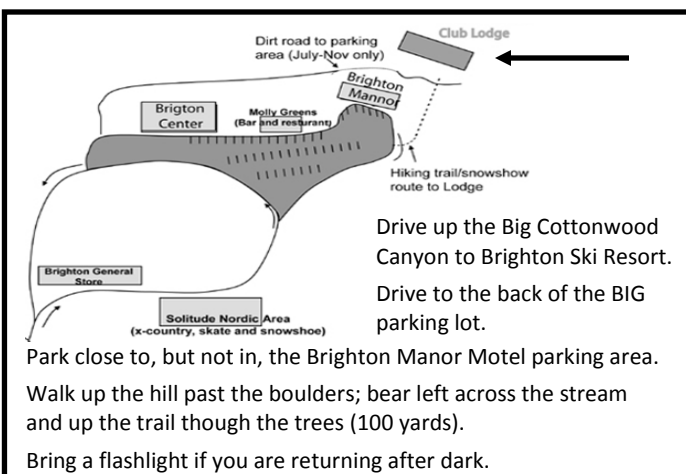 Club Lodge
Dirt road to parking
area (July-Nov only)
Brighton
Mannor
Brigton
Center
Molly Greens
(Bar and resturant)
Hiking trail/snowshow
route to Lodge
Drive up the Big Cottonwood
Canyon to Brighton Ski Resort.
Drive to the back of the BIG
parking lot.
Brighton General
Store
Solitude Nordic Area
(x-country, skate and snowshoe)
Park close to, but not in, the Brighton Manor Motel parking area.
Walk up the hill past the boulders; bear left across the stream
and up the trail though the trees (100 yards).
Bring a flashlight if you are returning after dark.